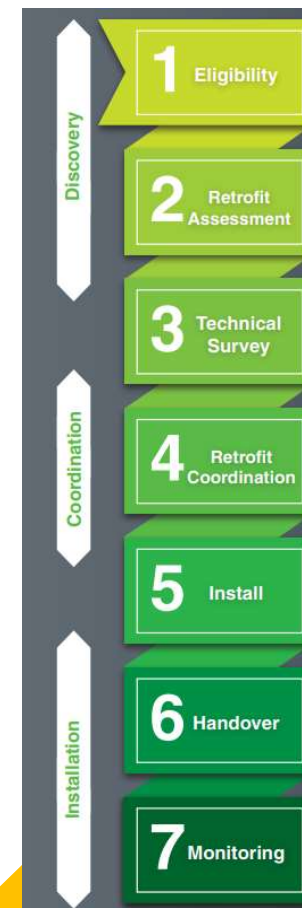 Discovery
1 Eligibility
2 Retrofit
Assessment
3 Technical
Survey
Coordination
4 Retrofit
Coordination
5 Install
Installation
6 Handover
7 Monitoring